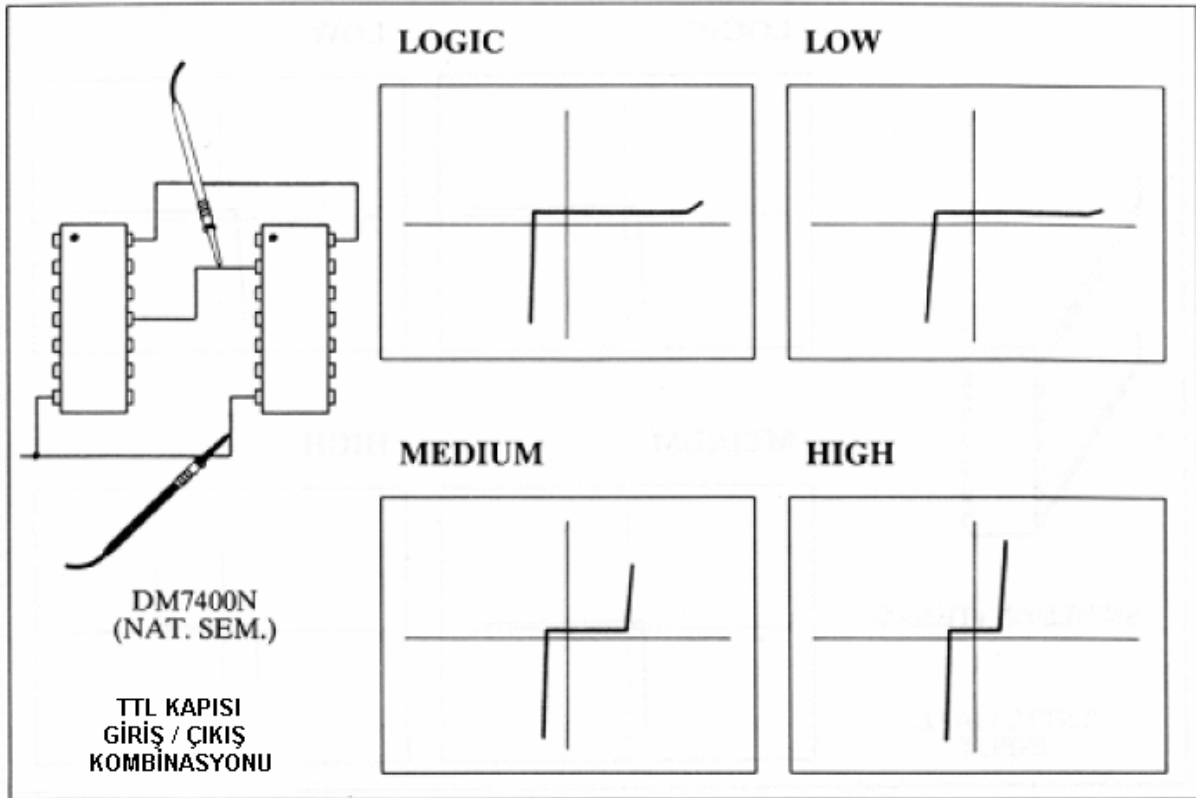 LOGIC
LOW
MEDIUM
HIGH
DM7400N
(NAT. SEM.)
TTL KAPISI
GİRİŞ / ÇIKIŞ
KOMBİNASYONU